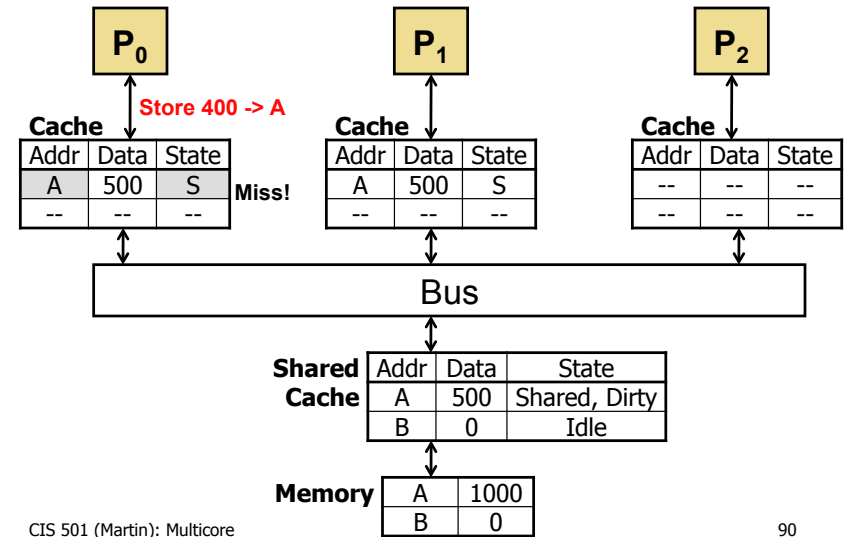 P0 P1 P2
Store 400 -> A
Cache Cache Cache
Addr Data State Addr Data State Addr Data State
A 500 S Miss! A 500 S -- -- --
-- -- -- -- -- -- -- -- --
Bus
Shared Addr Data State
Cache A 500 Shared, Dirty
B 0 Idle
Memory A 1000
B 0
CIS 501 (Martin): Multicore 90